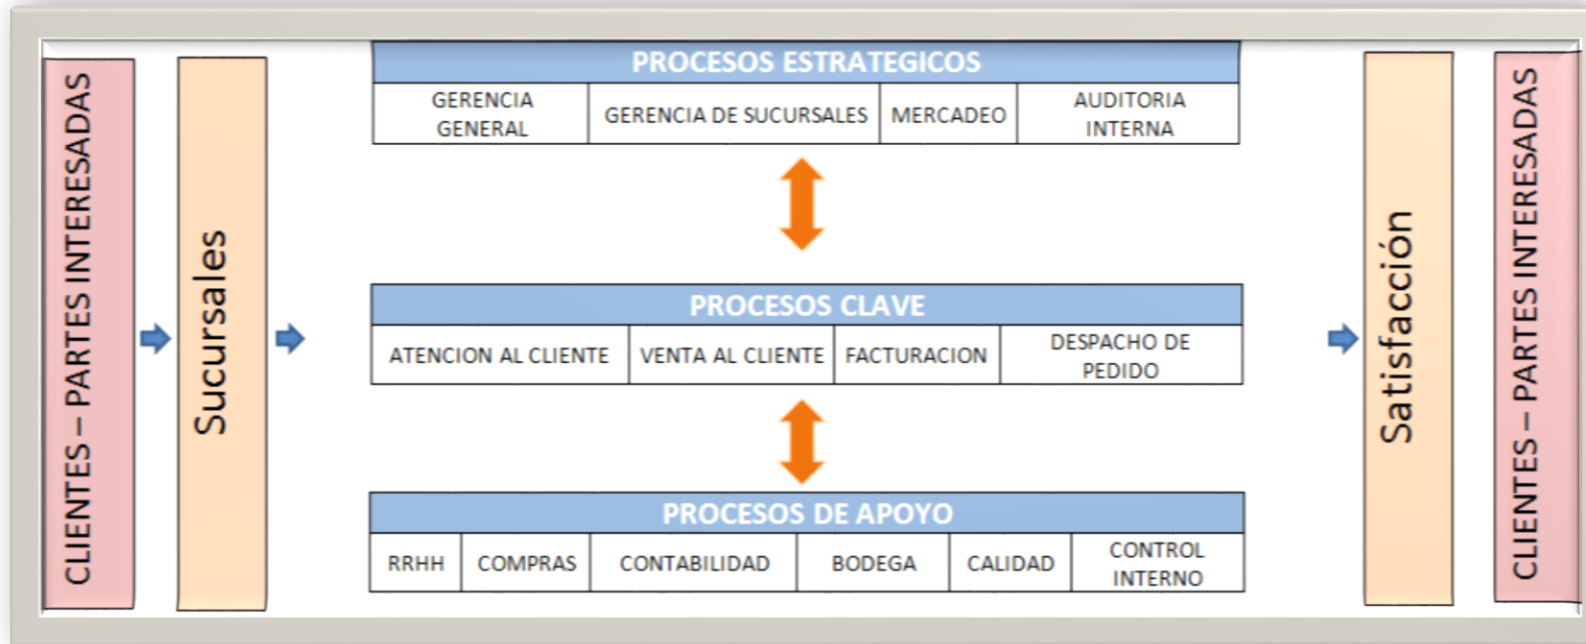 CLIENTES – PARTES INTERESADAS
Sucursales
PROCESOS ESTRATEGICOS
GERENCIA
GENERAL
GERENCIA DE SUCURSALES
MERCADEO
AUDITORIA
INTERNA
PROCESOS CLAVE
ATENCION AL CLIENTE
VENTA AL CLIENTE
FACTURACION
DESPACHO DE
PEDIDO
PROCESOS DE APOYO
RRHH
COMPRAS
CONTABILIDAD
BODEGA
CALIDAD
CONTROL
INTERNO
Satisfacción
CLIENTES – PARTES INTERESADAS